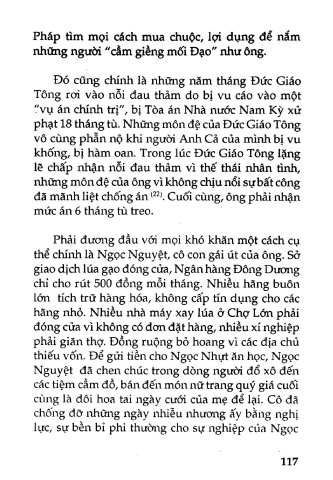 Pháp tìm mọi cách mua chuộc, lợi dụng để nắm
những người "cầm giềng mối Đạo" như ông.
Đó cũng chính là những năm tháng Đức Giáo
Tông rơi vào nỗi đau thầm do bị vu cáo vào một
"vụ án chính trị", bị Tòa án Nhà nước Nam Kỳ xử
phạt 18 tháng tù. Những môn đệ của Đức Giáo Tông
vô cùng phẫn nộ khi người Anh Cả của mình bị vu
khống, bị hàm oan. Trong lúc Đức Giáo Tông lặng
lẽ chấp nhận nỗi đau thầm vì thế thái nhân tình,
những môn đệ của ông vì không chịu nổi sự bất công
đã mãnh liệt chống án (22). Cuối cùng, ông phải nhận
mức án 6 tháng tù treo.
Phải đương đầu với mọi khó khăn một cách cụ
thể chính là Ngọc Nguyệt, cô con gái út của ông. Sở
giao dịch lúa gạo đóng cửa, Ngân hàng Đông Dương
chỉ cho rút 500 đồng mỗi tháng. Nhiều hãng buôn
lớn tích trữ hàng hóa, không cấp tín dụng cho các
hãng nhỏ. Nhiều nhà máy xay lúa ở Chợ Lớn phải
đóng cửa vì không có đơn đặt hàng, nhiều xí nghiệp
phải giãn thợ. Đồng ruộng bỏ hoang vì các địa chủ
thiếu vốn. Để gửi tiền cho Ngọc Nhựt ăn học, Ngọc
Nguyệt đã chen chúc trong dòng người đổ xô đến
các tiệm cầm đồ, bán đến món nữ trang quý giá cuối
cùng là đôi hoa tai ngày cưới của mẹ để lại. Cô đã
chống đỡ những ngày nhiễu nhương ấy bằng nghị
lực, sự bền bỉ phi thường cho sự nghiệp của Ngọc
117